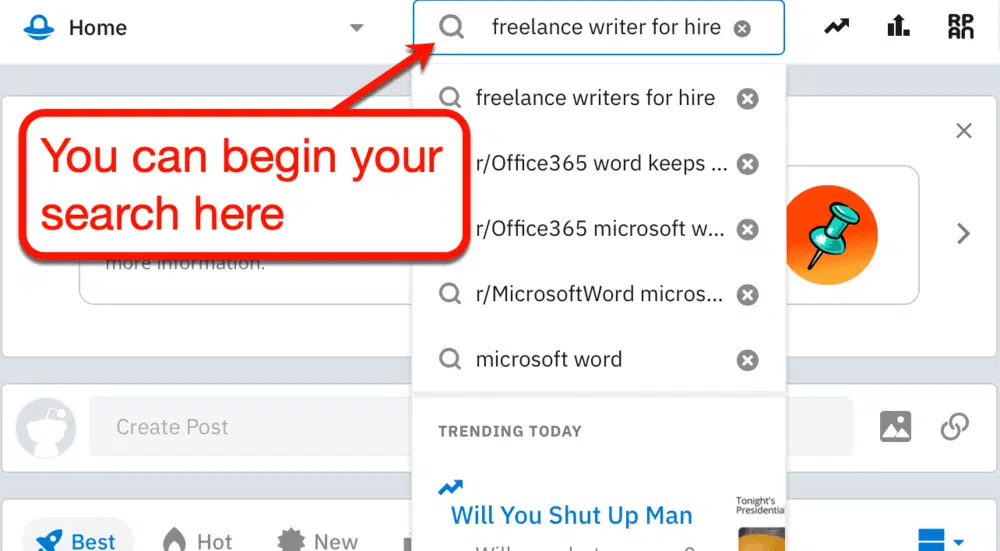 Home
freelance writer for hire
RP
AN
freelance writers for hire
You can begin your
search here
r/Office365 word keeps ...
r/Office365 microsoft w...
more information.
r/MicrosoftWord micros...
microsoft word
Create Post
TRENDING TODAY
Will You Shut Up Man
Tonight's
Presidential
Best
Hot
New